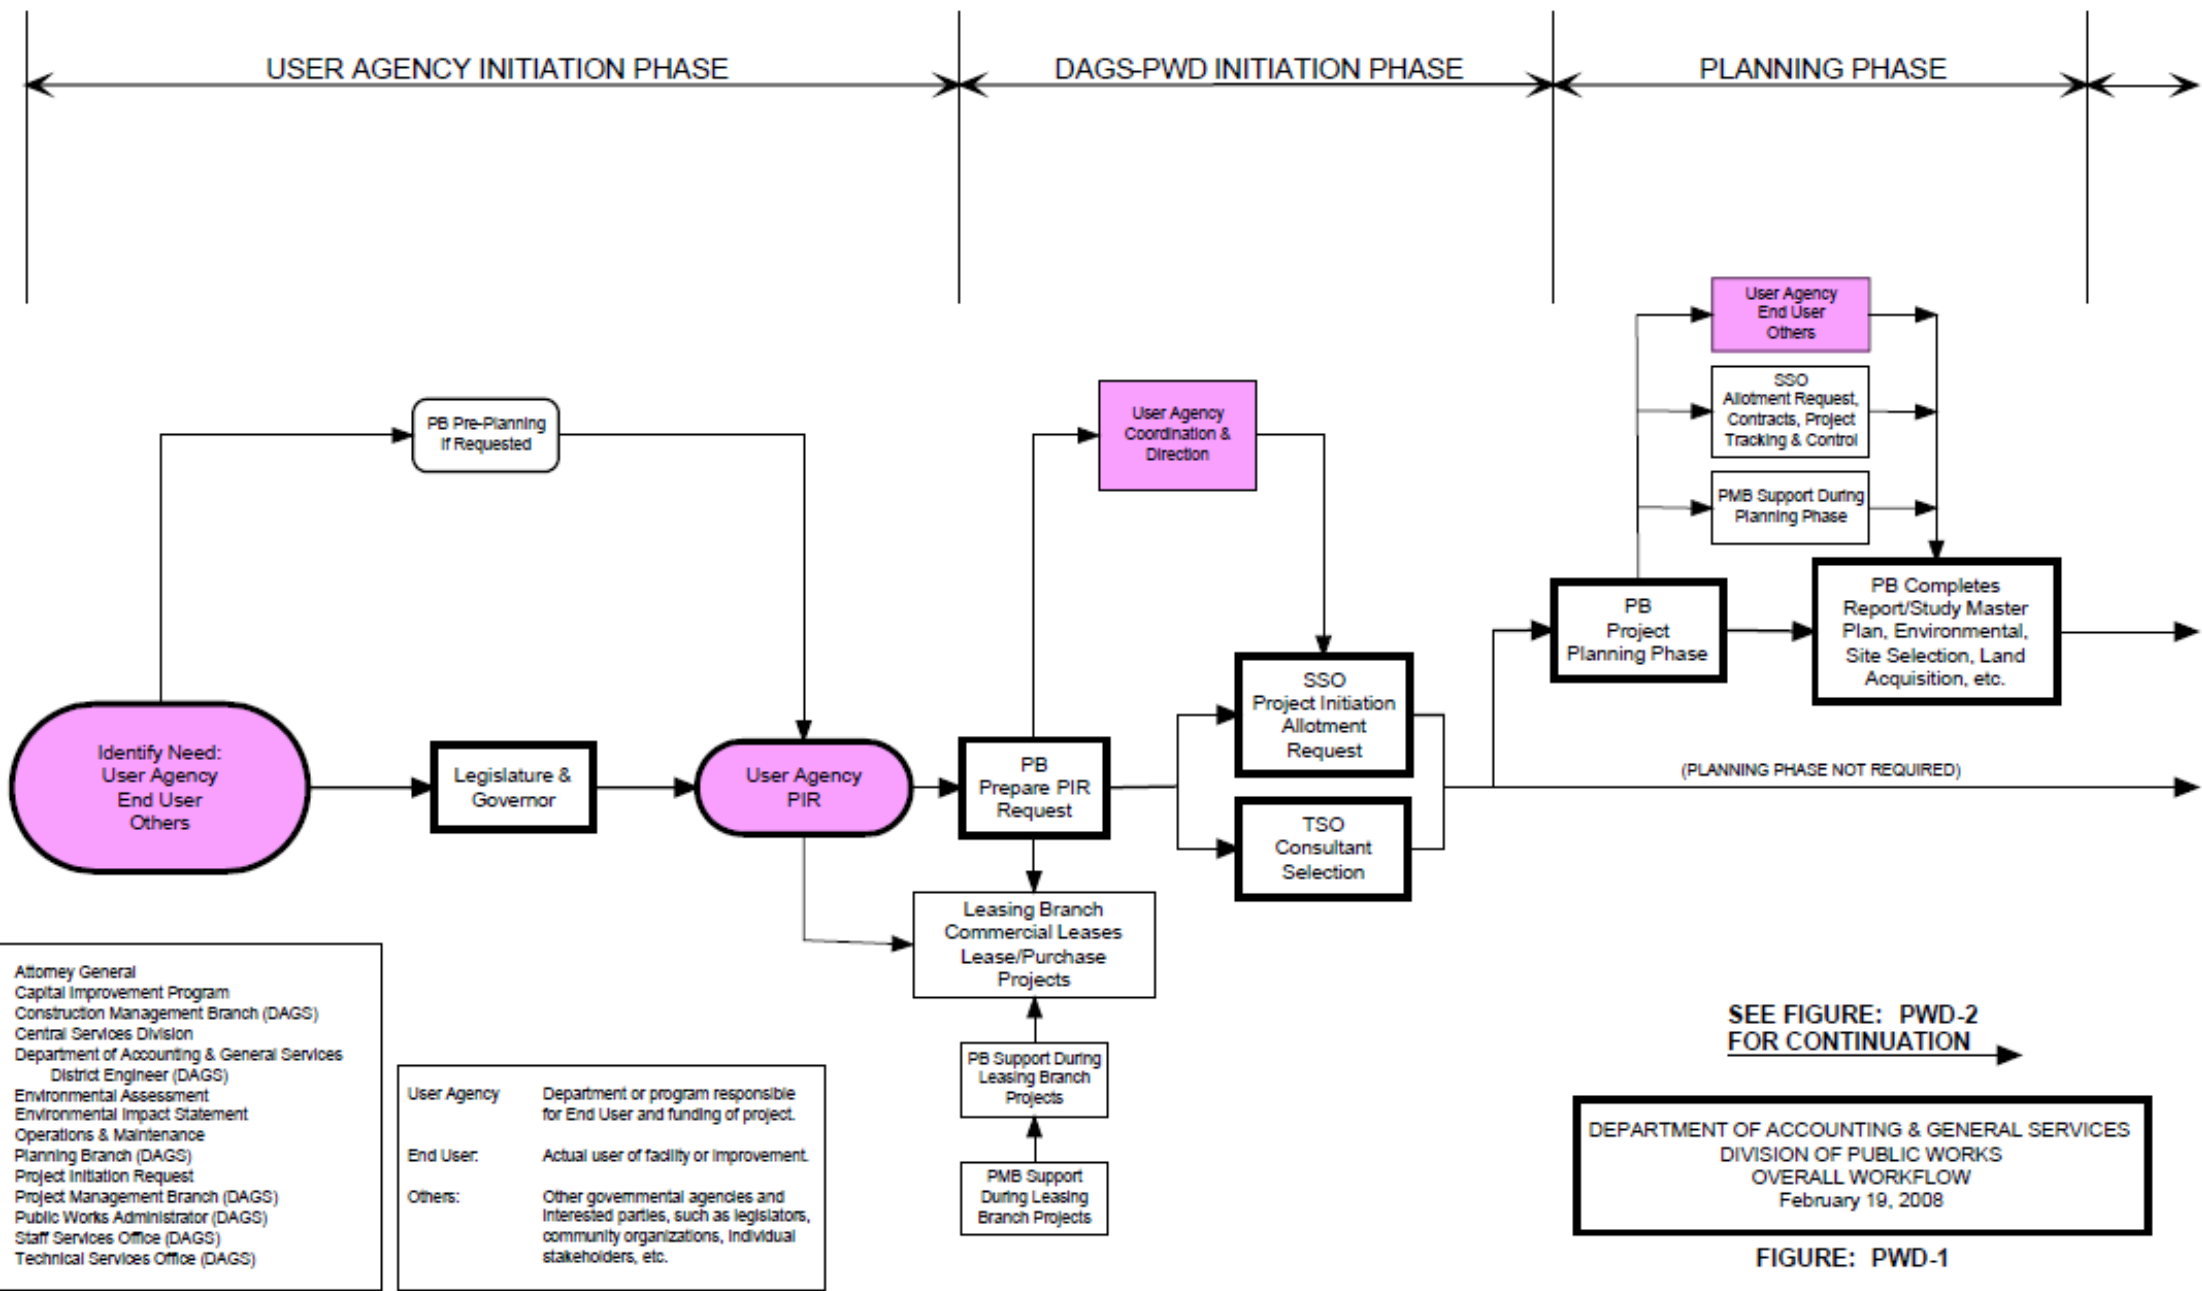 USER AGENCY INITIATION PHASE
DAGS-PWD INITIATION PHASE
PLANNING PHASE
User Agency
End User
Others
SSO
Allotment Request,
Contracts, Project
Tracking & Control
PMB Support During
Planning Phase
PB Pre-Planning
If Requested
User Agency
Coordination &
Direction
PB
Project
Planning Phase
PB Completes
Report/Study Master
Plan, Environmental,
Site Selection, Land
Acquisition, etc.
Identify Need:
User Agency
End User
Others
Legislature &
Governor
User Agency
PIR
PB
Prepare PIR
Request
SSO
Project Initiation
Allotment
Request
TSO
Consultant
Selection
(PLANNING PHASE NOT REQUIRED)
Leasing Branch
Commercial Leases
Lease/Purchase
Projects
PB Support During
Leasing Branch
Projects
PMB Support
During Leasing
Branch Projects
Attorney General
Capital Improvement Program
Construction Management Branch (DAGS)
Central Services Division
Department of Accounting & General Services
District Engineer (DAGS)
Environmental Assessment
Environmental Impact Statement
Operations & Maintenance
Planning Branch (DAGS)
Project Initiation Request
Project Management Branch (DAGS)
Public Works Administrator (DAGS)
Staff Services Office (DAGS)
Technical Services Office (DAGS)
User Agency Department or program responsible
for End User and funding of project.
End User: Actual user of facility or improvement.
Others: Other governmental agencies and
interested parties, such as legislators,
community organizations, individual
stakeholders, etc.
SEE FIGURE: PWD-2
FOR CONTINUATION
DEPARTMENT OF ACCOUNTING & GENERAL SERVICES
DIVISION OF PUBLIC WORKS
OVERALL WORKFLOW
February 19, 2008
FIGURE: PWD-1